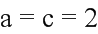 a = c = 2